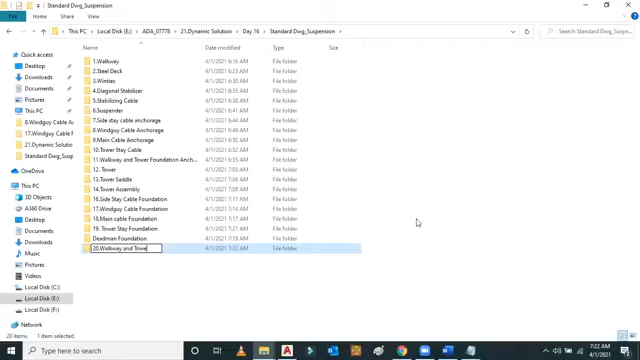 Standard Dwg_Suspension
File Home Share View
This PC > Local Disk (E:) > ADA_07778 > 21.Dynamic Solution > Day 16 > Standard Dwg_Suspension
Search Standard Dwg_Suspension
Name Date modified Type Size
Quick access
Desktop
Downloads
Documents
Pictures
This PC
8.Windguy Cable An
17.Windguy Cable F
21.Dynamic Solution
Standard Dwg_Suspen
OneDrive
This PC
3D Objects
A360 Drive
Desktop
Documents
Downloads
Music
Pictures
Videos
Local Disk (C:)
Local Disk (E:)
Local Disk (F:)
Network
1.Walkway 4/1/2021 6:16 AM File folder
2.Steel Deck 4/1/2021 6:23 AM File folder
3.Winties 4/1/2021 6:30 AM File folder
4.Diagonal Stabilizer 4/1/2021 6:35 AM File folder
5.Stabilizing Cable 4/1/2021 6:38 AM File folder
6.Suspender 4/1/2021 6:41 AM File folder
7.Side stay cable anchorage 4/1/2021 6:44 AM File folder
8.Windguy Cable Anchorage 4/1/2021 6:46 AM File folder
9.Main Cable Anchorage 4/1/2021 6:50 AM File folder
10.Tower Stay Cable 4/1/2021 6:52 AM File folder
11.Walkway and Tower Foundation Anch... 4/1/2021 6:55 AM File folder
12. Tower 4/1/2021 7:03 AM File folder
13.Tower Saddle 4/1/2021 7:06 AM File folder
14.Tower Assembly 4/1/2021 7:08 AM File folder
16.Side Stay Cable Foundation 4/1/2021 7:11 AM File folder
17.Windguy Cable Foundation 4/1/2021 7:14 AM File folder
18.Main cable Foundation 4/1/2021 7:17 AM File folder
19. Tower Stay Foundation 4/1/2021 7:21 AM File folder
Deadman Foundation 4/1/2021 7:19 AM File folder
20.Walkway and Towe 4/1/2021 7:22 AM File folder
20 items 1 item selected
Type here to search
7:22 AM
4/1/2021